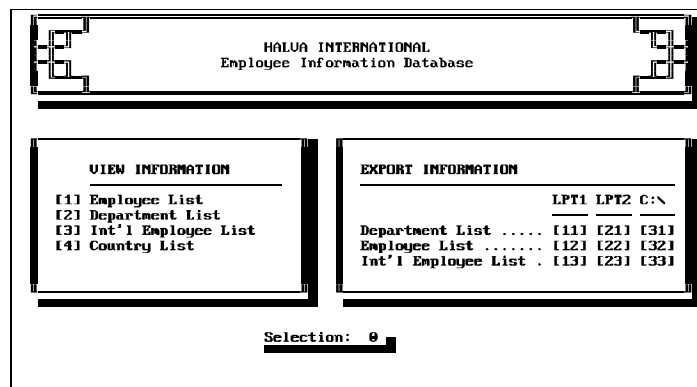 HALVA INTERNATIONAL
Employee Information Database
VIEW INFORMATION
[1] Employee List
[2] Department List
[3] Int'l Employee List
[4] Country List
EXPORT INFORMATION
LPT1 LPT2 C:\
Department List ..... [11] [21] [31]
Employee List ....... [12] [22] [32]
Int'l Employee List . [13] [23] [33]
Selection: 0